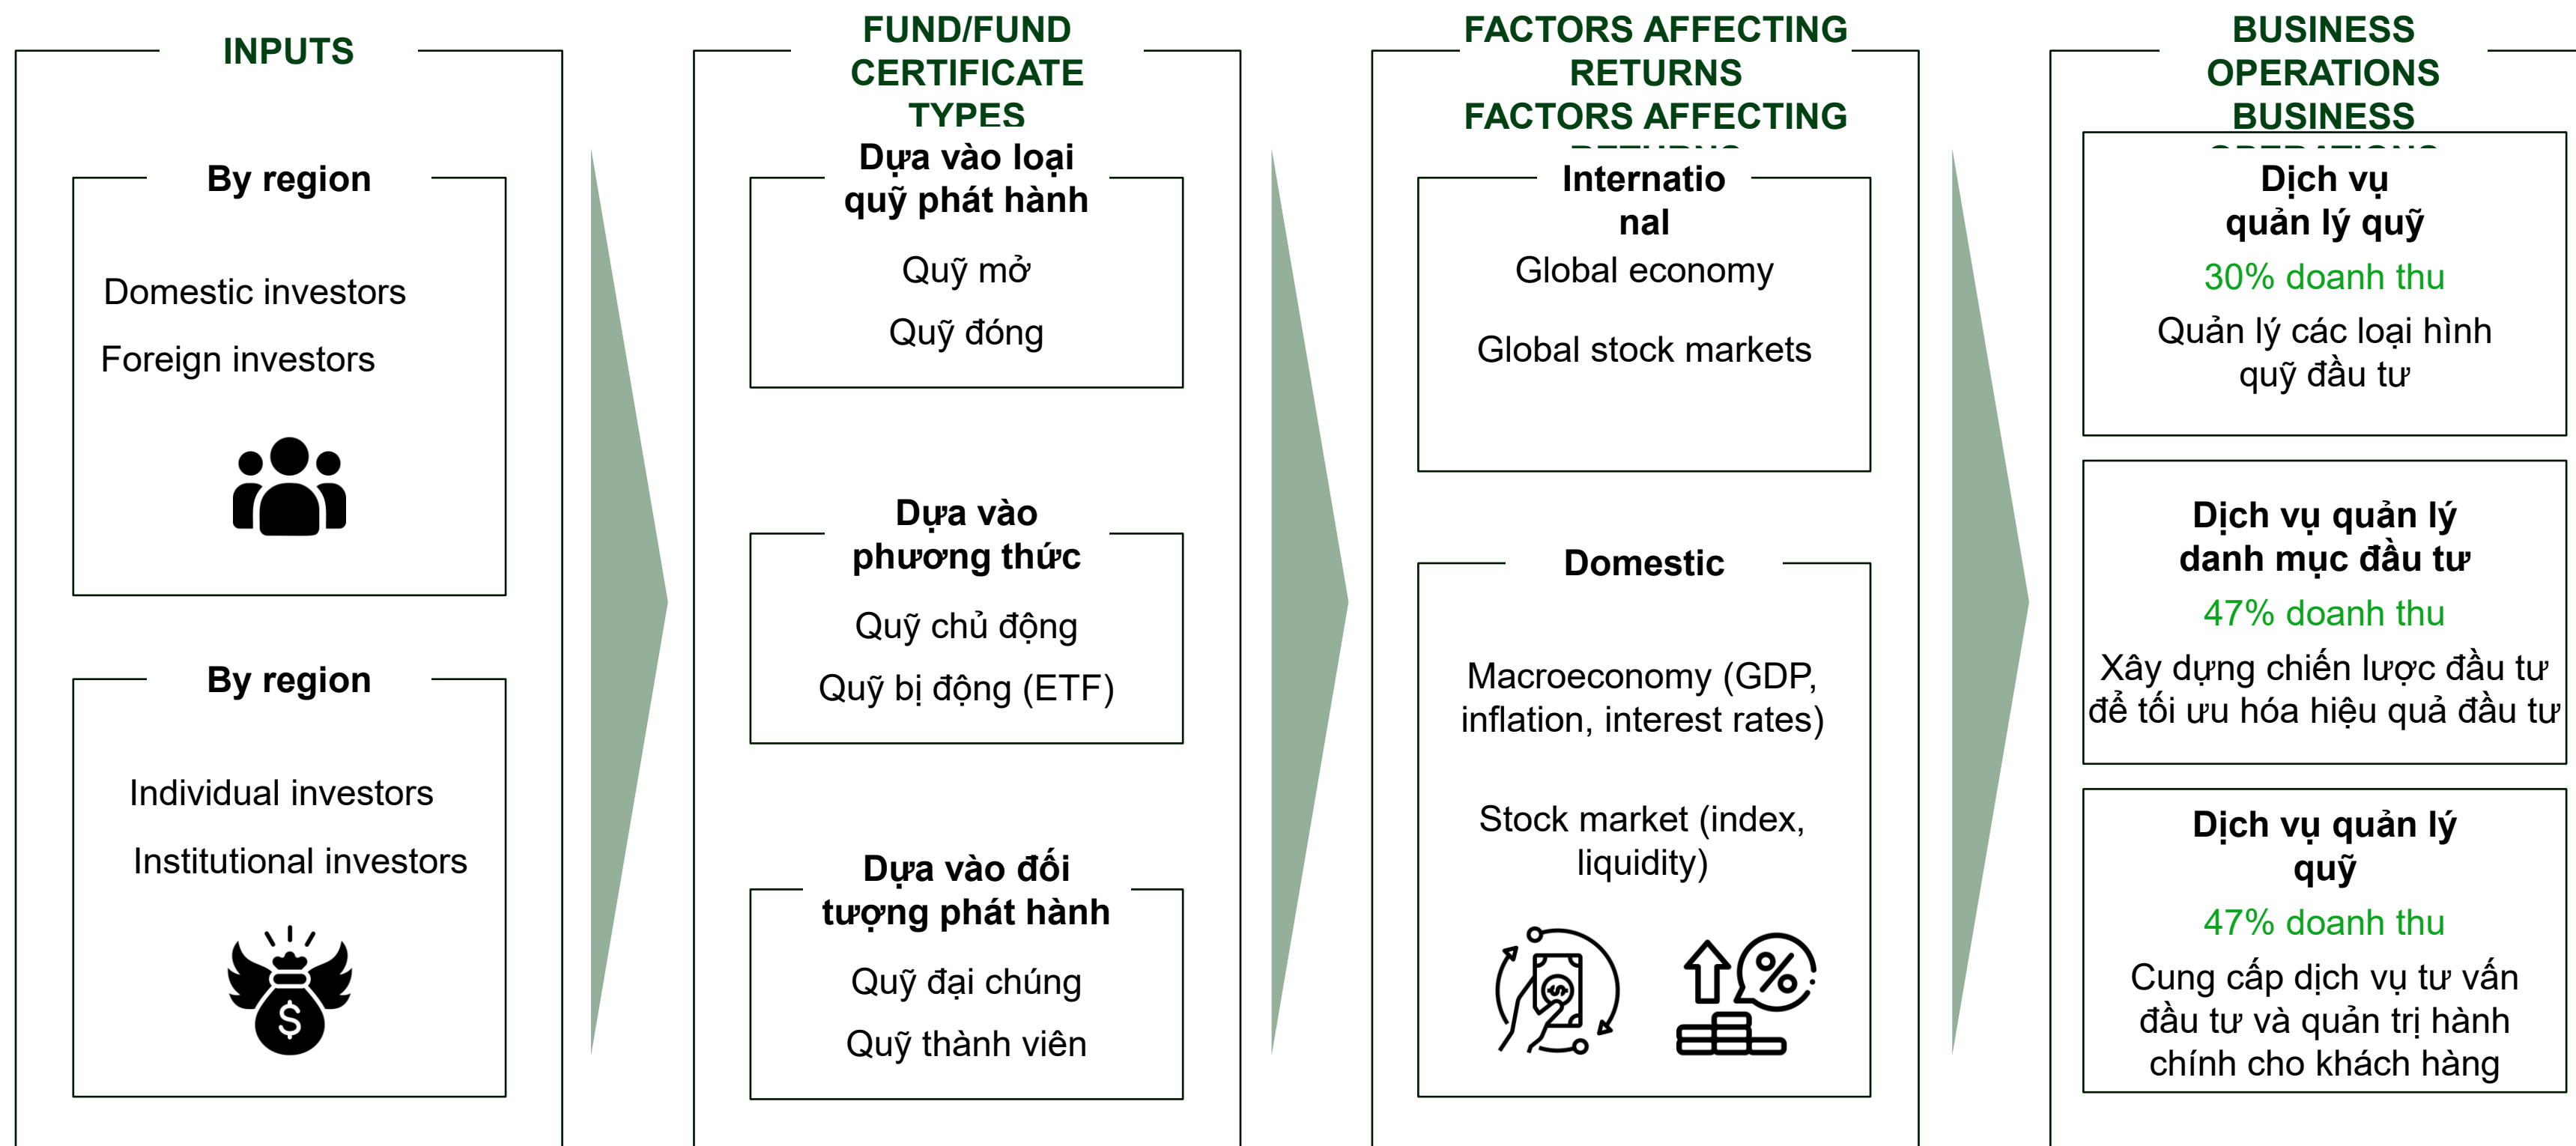 INPUTS
By region
Domestic investors
Foreign investors
By region
Individual investors
Institutional investors
$
FUND/FUND
CERTIFICATE
TYPES
Dựa vào loại
quỹ phát hành
Quỹ mở
Quỹ đóng
Dựa vào
phương thức
Quỹ chủ động
Quỹ bị động (ETF)
Dựa vào đối
tượng phát hành
Quỹ đại chúng
Quỹ thành viên
FACTORS AFFECTING
RETURNS
FACTORS AFFECTING
RETURNS
Internatio
nal
Global economy
Global stock markets
Domestic
Macroeconomy (GDP,
inflation, interest rates)
Stock market (index,
liquidity)
$
%
BUSINESS
OPERATIONS
BUSINESS
OPERATIONS
Dịch vụ
quản lý quỹ
30% doanh thu
Quản lý các loại hình
quỹ đầu tư
Dịch vụ quản lý
danh mục đầu tư
47% doanh thu
Xây dựng chiến lược đầu tư
để tối ưu hóa hiệu quả đầu tư
Dịch vụ quản lý
quỹ
47% doanh thu
Cung cấp dịch vụ tư vấn
đầu tư và quản trị hành
chính cho khách hàng